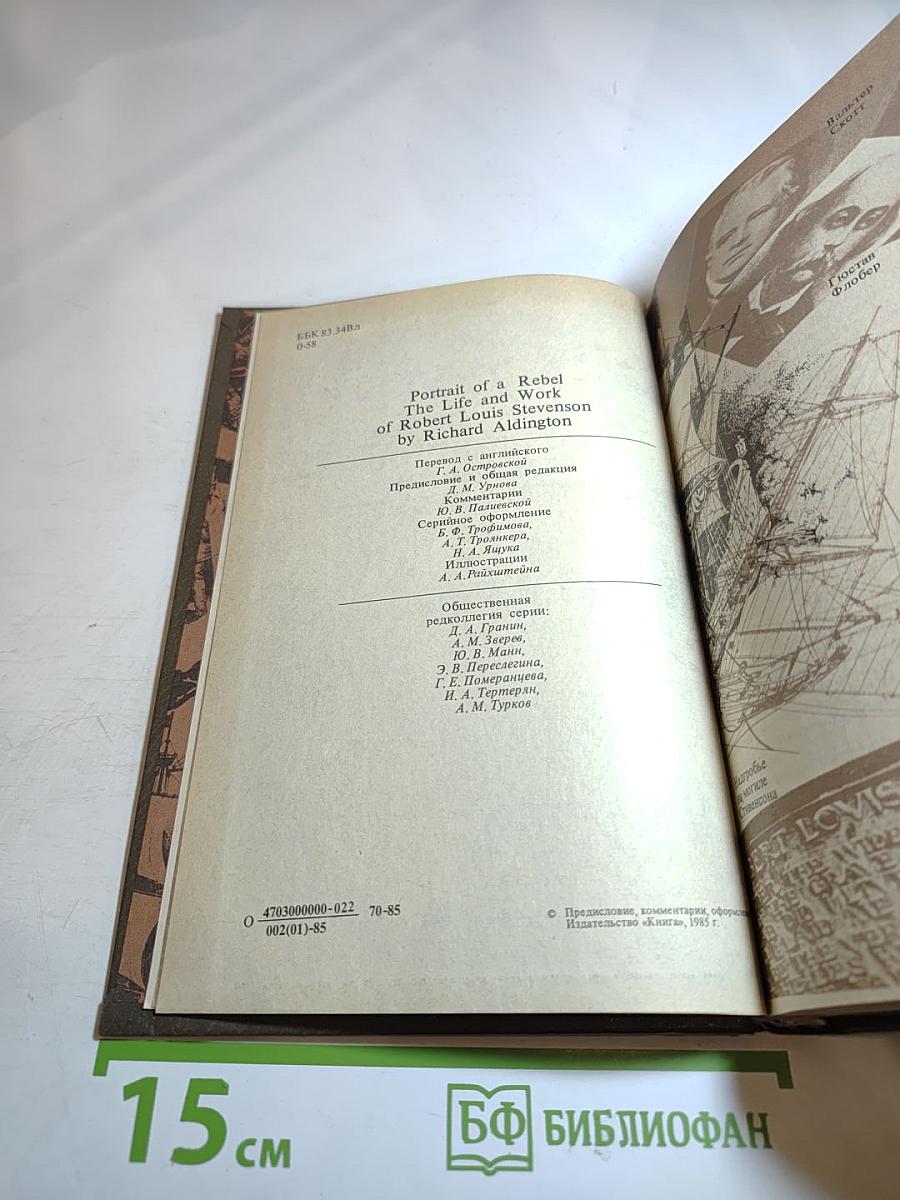 ББК 83.34Вл
О-58
Portrait of a Rebel
The Life and Work
of Robert Louis Stevenson
by Richard Aldington
Перевод с английского
Г. А. Островской
Предисловие и общая редакция
Д. М. Урнова
Комментарии
Ю. В. Палиевской
Серийное оформление
Б. Ф. Трофимова,
А. Т. Троянкера,
Н. А. Ящука
Иллюстрации
А. А. Райхштейна
Общественная
редколлегия серии:
Д. А. Гранин,
А. М. Зверев,
Ю. В. Манн,
Э. В. Переслегина,
Г. Е. Померанцева,
И. А. Тертерян,
А. М. Турков
О 4703000000-022 70-85
002(01)-85
© Предисловие, комментарии,
Издательство «Книга», 1985 г.
Вальтер
Скотт
Гюстав
Флобер
могиле
LOUIS
15 см
БФ БИБЛИОФАН